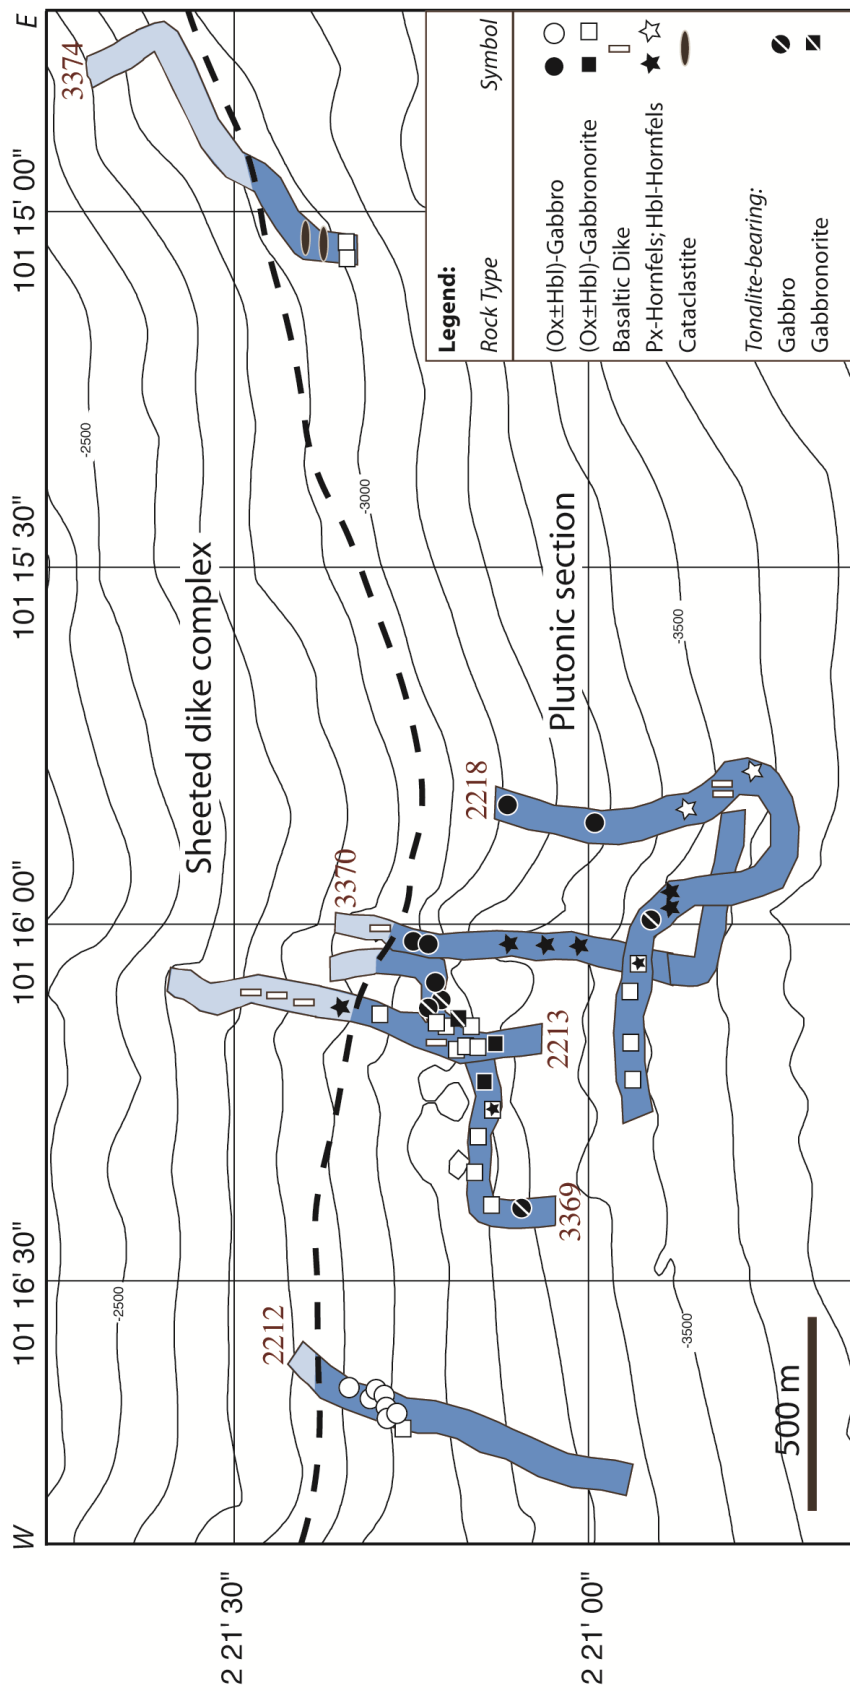 W
101 16' 30"
101 16' 00"
101 15' 30"
101 15' 00"
E
2 21' 30"
2 21' 00"
3374
-2500
Sheeted dike complex
-3000
3370
2212
-2500
Plutonic section
2218
2213
3369
-3500
-3500
500 m
Legend:
Rock Type Symbol
(Ox±Hbl)-Gabbro
(Ox±Hbl)-Gabbronorite
Basaltic Dike
Px-Hornfels; Hbl-Hornfels
Cataclastite
Tonalite-bearing:
Gabbro
Gabbronorite